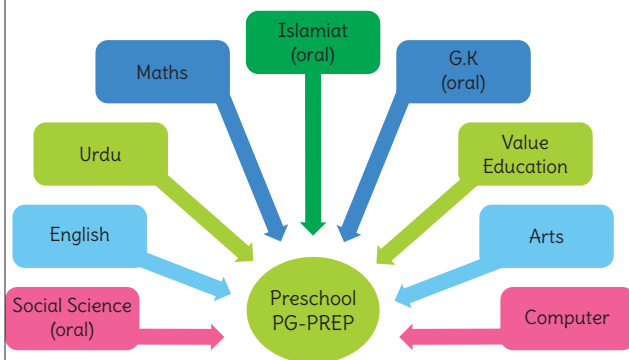 Islamiat
(oral)
Maths
G.K
(oral)
Urdu
Value
Education
English
Arts
Social Science
(oral)
Preschool
PG-PREP
Computer